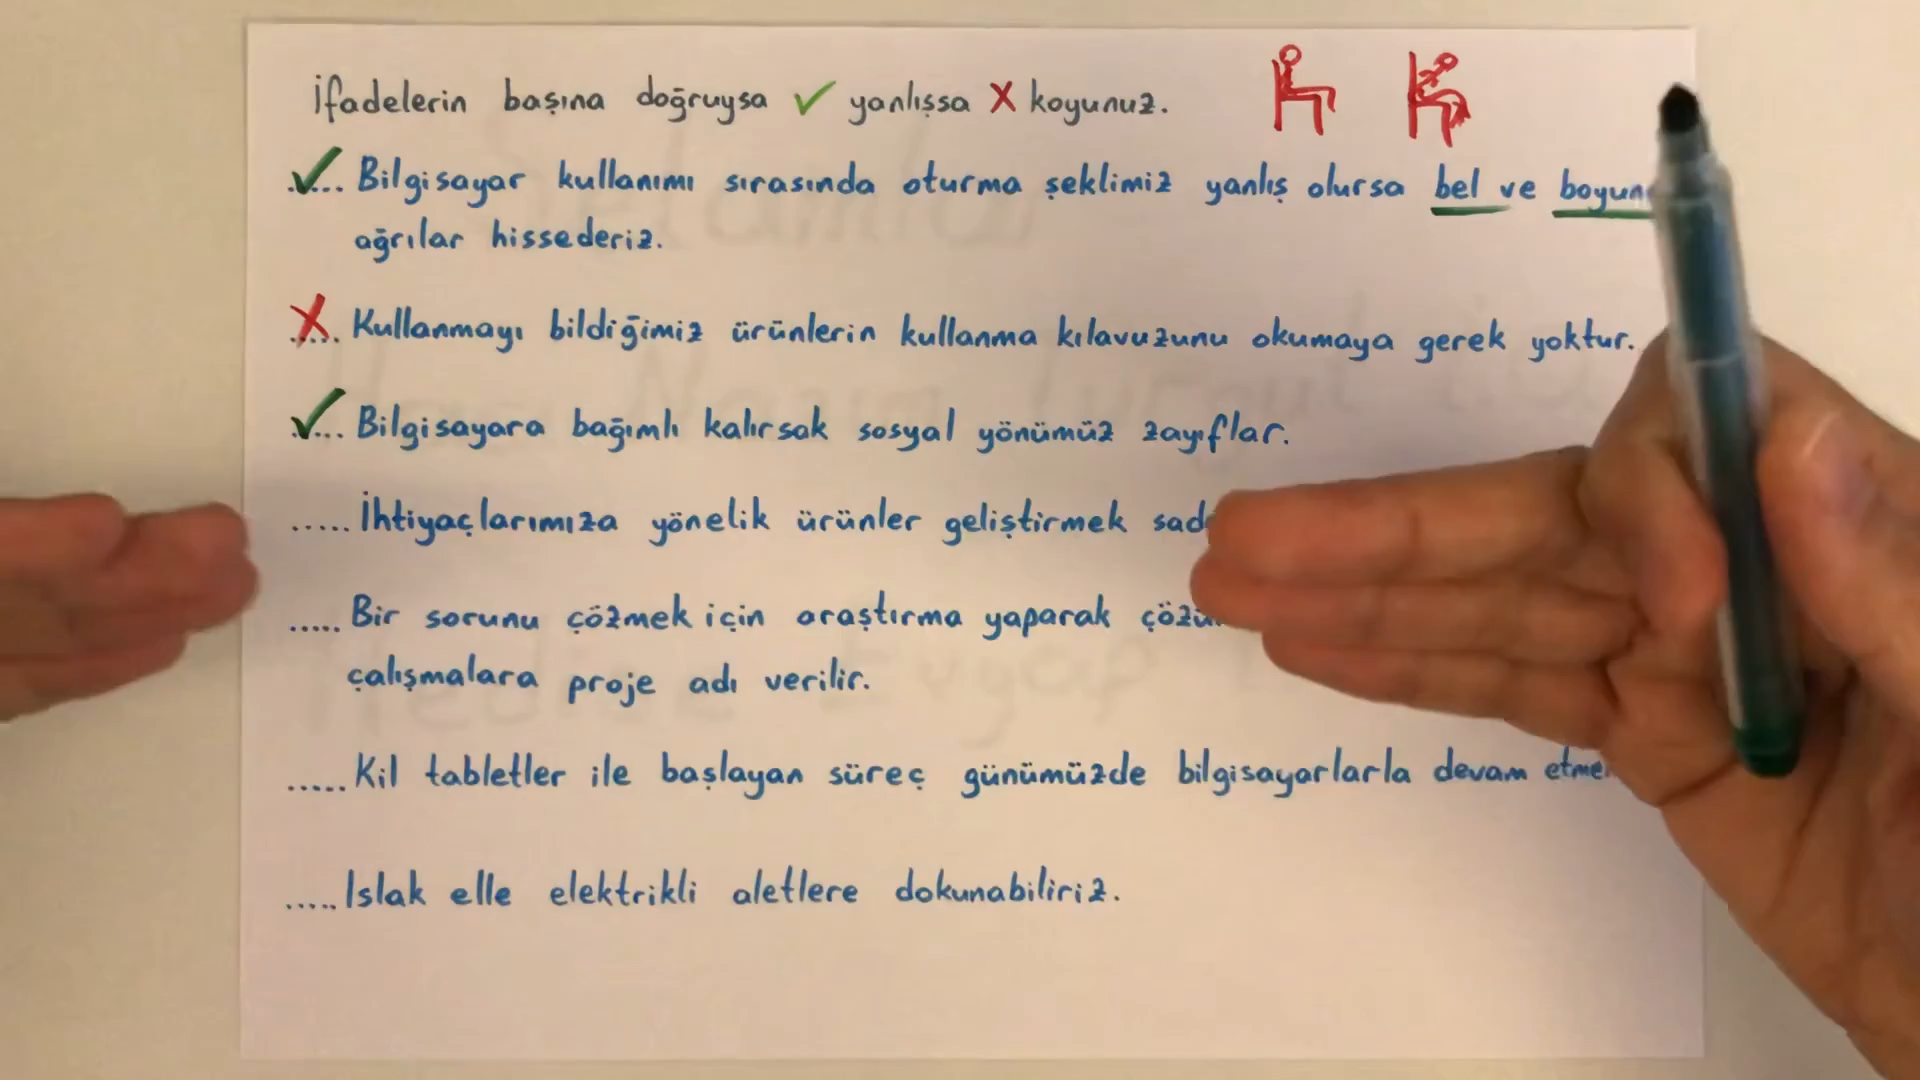 İfadelerin başına doğruysa ✓ yanlışsa X koyunuz.
✓..... Bilgisayar kullanımı sırasında oturma şeklimiz yanlış olursa bel ve
ağrılar hissederiz.
X..... Kullanmayı bildiğimiz ürünlerin kullanma kılavuzunu okumaya gerek yoktur.
✓..... Bilgisayara bağımlı kalırsak sosyal yönümüz zayıflar.
..... İhtiyaçlarımıza yönelik ürünler geliştirmek
..... Bir sorunu çözmek için araştırma yaparak
çalışmalara proje adı verilir.
..... Kil tabletler ile başlayan süreç günümüzde bilgisayarlarla devam
..... Islak elle elektrikli aletlere dokunabiliriz.